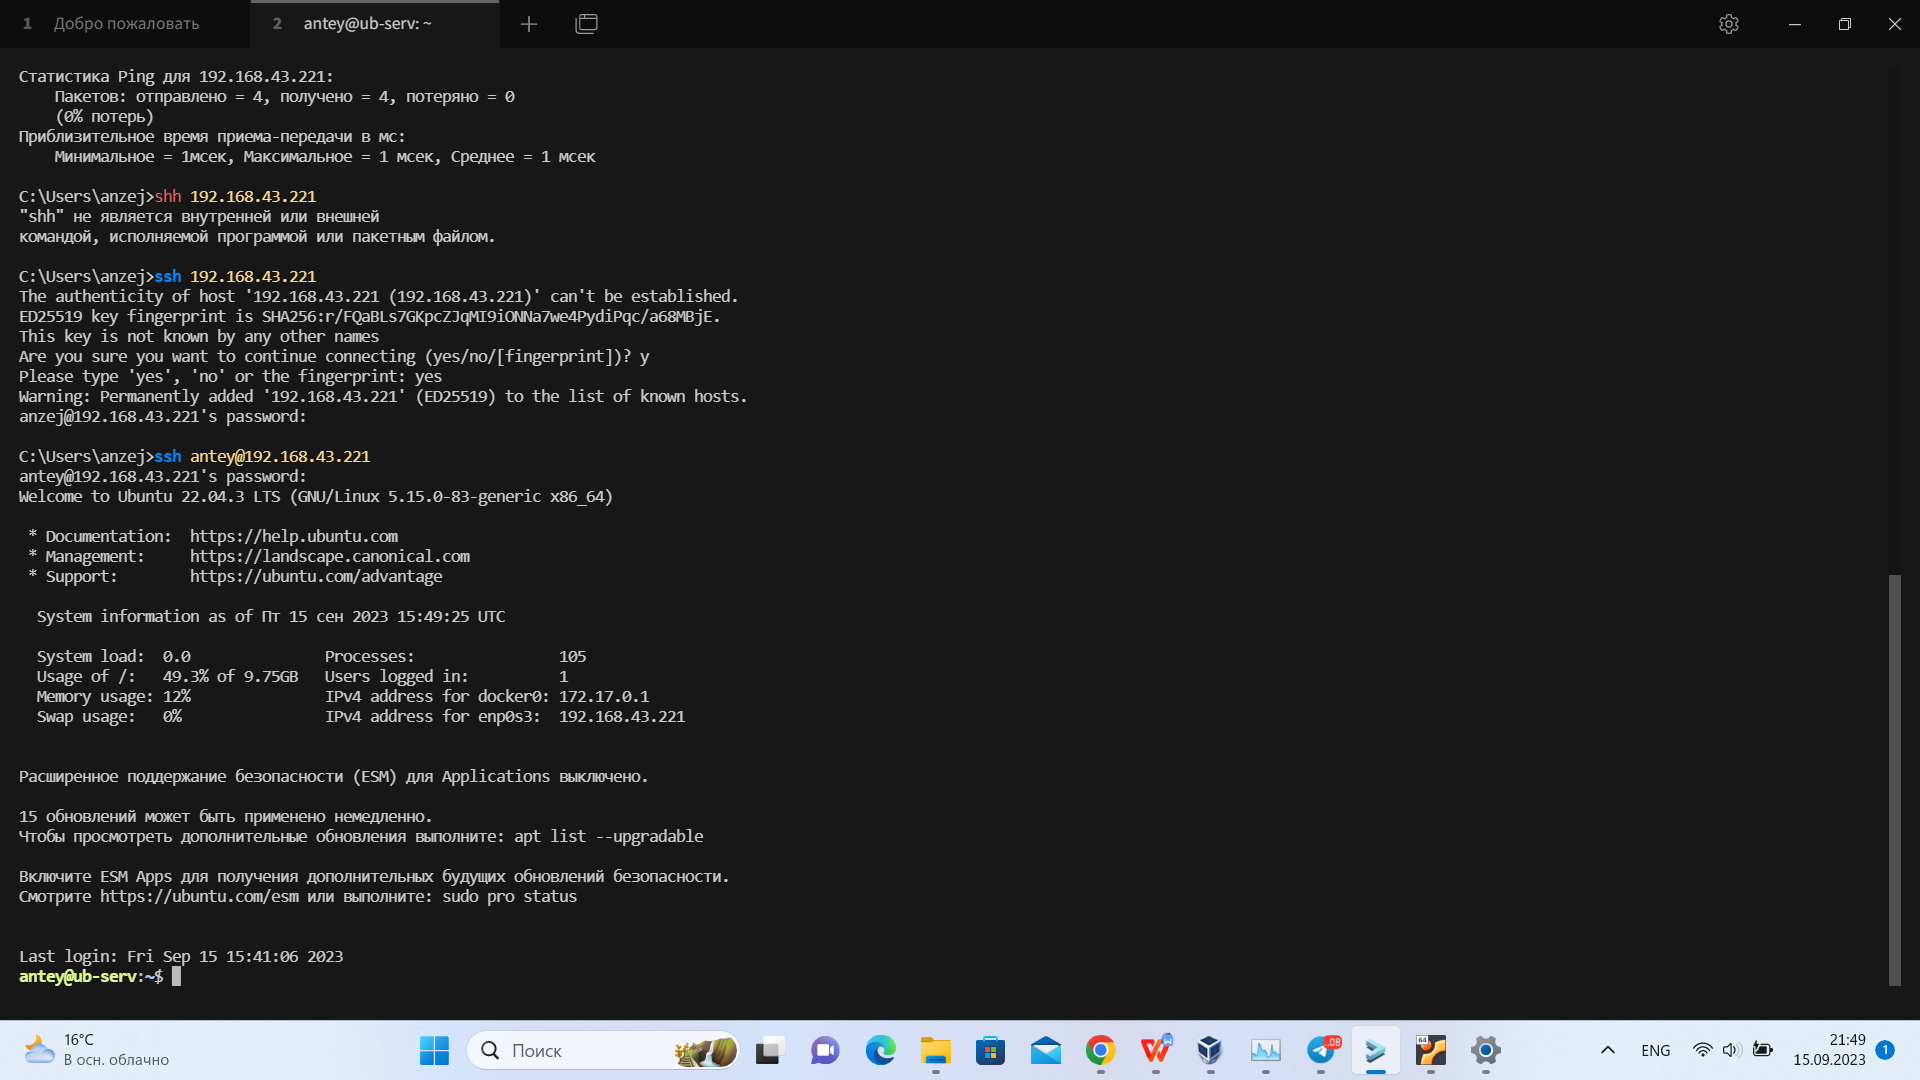 1 Добро пожаловать
2 antey@ub-serv: ~
Статистика Ping для 192.168.43.221:
Пакетов: отправлено = 4, получено = 4, потеряно = 0
(0% потерь)
Приблизительное время приема-передачи в мс:
Минимальное = 1мсек, Максимальное = 1 мсек, Среднее = 1 мсек
C:\Users\anzej>shh 192.168.43.221
"shh" не является внутренней или внешней
командой, исполняемой программой или пакетным файлом.
C:\Users\anzej>ssh 192.168.43.221
The authenticity of host '192.168.43.221 (192.168.43.221)' can't be established.
ED25519 key fingerprint is SHA256:r/FQaBLs7GKpcZJqMI9iONNa7we4PydiPqc/a68MBjE.
This key is not known by any other names
Are you sure you want to continue connecting (yes/no/[fingerprint])? y
Please type 'yes', 'no' or the fingerprint: yes
Warning: Permanently added '192.168.43.221' (ED25519) to the list of known hosts.
anzej@192.168.43.221's password:
C:\Users\anzej>ssh antey@192.168.43.221
antey@192.168.43.221's password:
Welcome to Ubuntu 22.04.3 LTS (GNU/Linux 5.15.0-83-generic x86_64)
* Documentation: https://help.ubuntu.com
* Management: https://landscape.canonical.com
* Support: https://ubuntu.com/advantage
System information as of Пт 15 сен 2023 15:49:25 UTC
System load: 0.0 Processes: 105
Usage of /: 49.3% of 9.75GB Users logged in: 1
Memory usage: 12% IPv4 address for docker0: 172.17.0.1
Swap usage: 0% IPv4 address for enp0s3: 192.168.43.221
Расширенное поддержание безопасности (ESM) для Applications выключено.
15 обновлений может быть применено немедленно.
Чтобы просмотреть дополнительные обновления выполните: apt list --upgradable
Включите ESM Apps для получения дополнительных будущих обновлений безопасности.
Смотрите https://ubuntu.com/esm или выполните: sudo pro status
Last login: Fri Sep 15 15:41:06 2023
antey@ub-serv:~$
16°C
В осн. облачно
Поиск
.08
64
ENG
21:49
15.09.2023
1